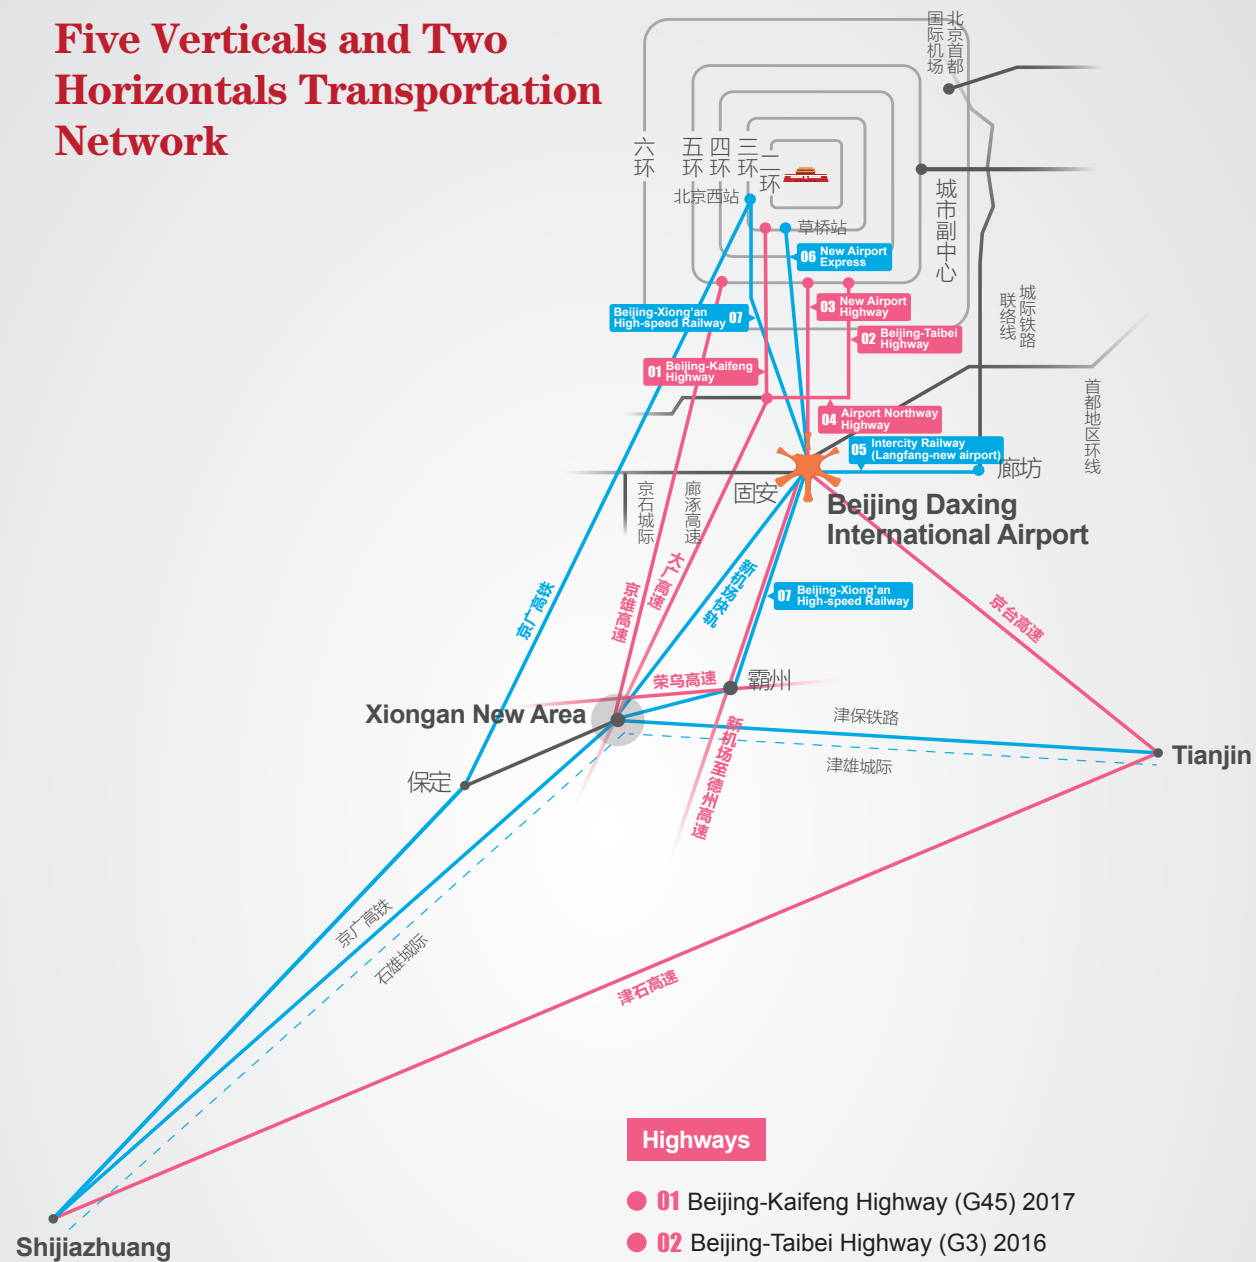 Five Verticals and Two
Horizontals Transportation
Network
北京首都
国际机场
六环
五环
四环
三环
二环
北京西站
草桥站
城市副中心
06 New Airport
Express
03 New Airport
Highway
Beijing-Xiong'an
High-speed Railway 07
02 Beijing-Taibei
Highway
城际铁路
联络线
01 Beijing-Kaifeng
Highway
04 Airport Northway
Highway
首都地区环线
05 Intercity Railway
(Langfang-new airport)
廊坊
固安
京石城际
廊涿高速
Beijing Daxing
International Airport
大广高速
京雄高速
京广高铁
新机场快轨
07 Beijing-Xiong'an
High-speed Railway
京台高速
荣乌高速
霸州
Xiongan New Area
津保铁路
新机场至德州高速
Tianjin
津雄城际
保定
京广高铁
石雄城际
津石高速
Highways
01 Beijing-Kaifeng Highway (G45) 2017
02 Beijing-Taibei Highway (G3) 2016
Shijiazhuang